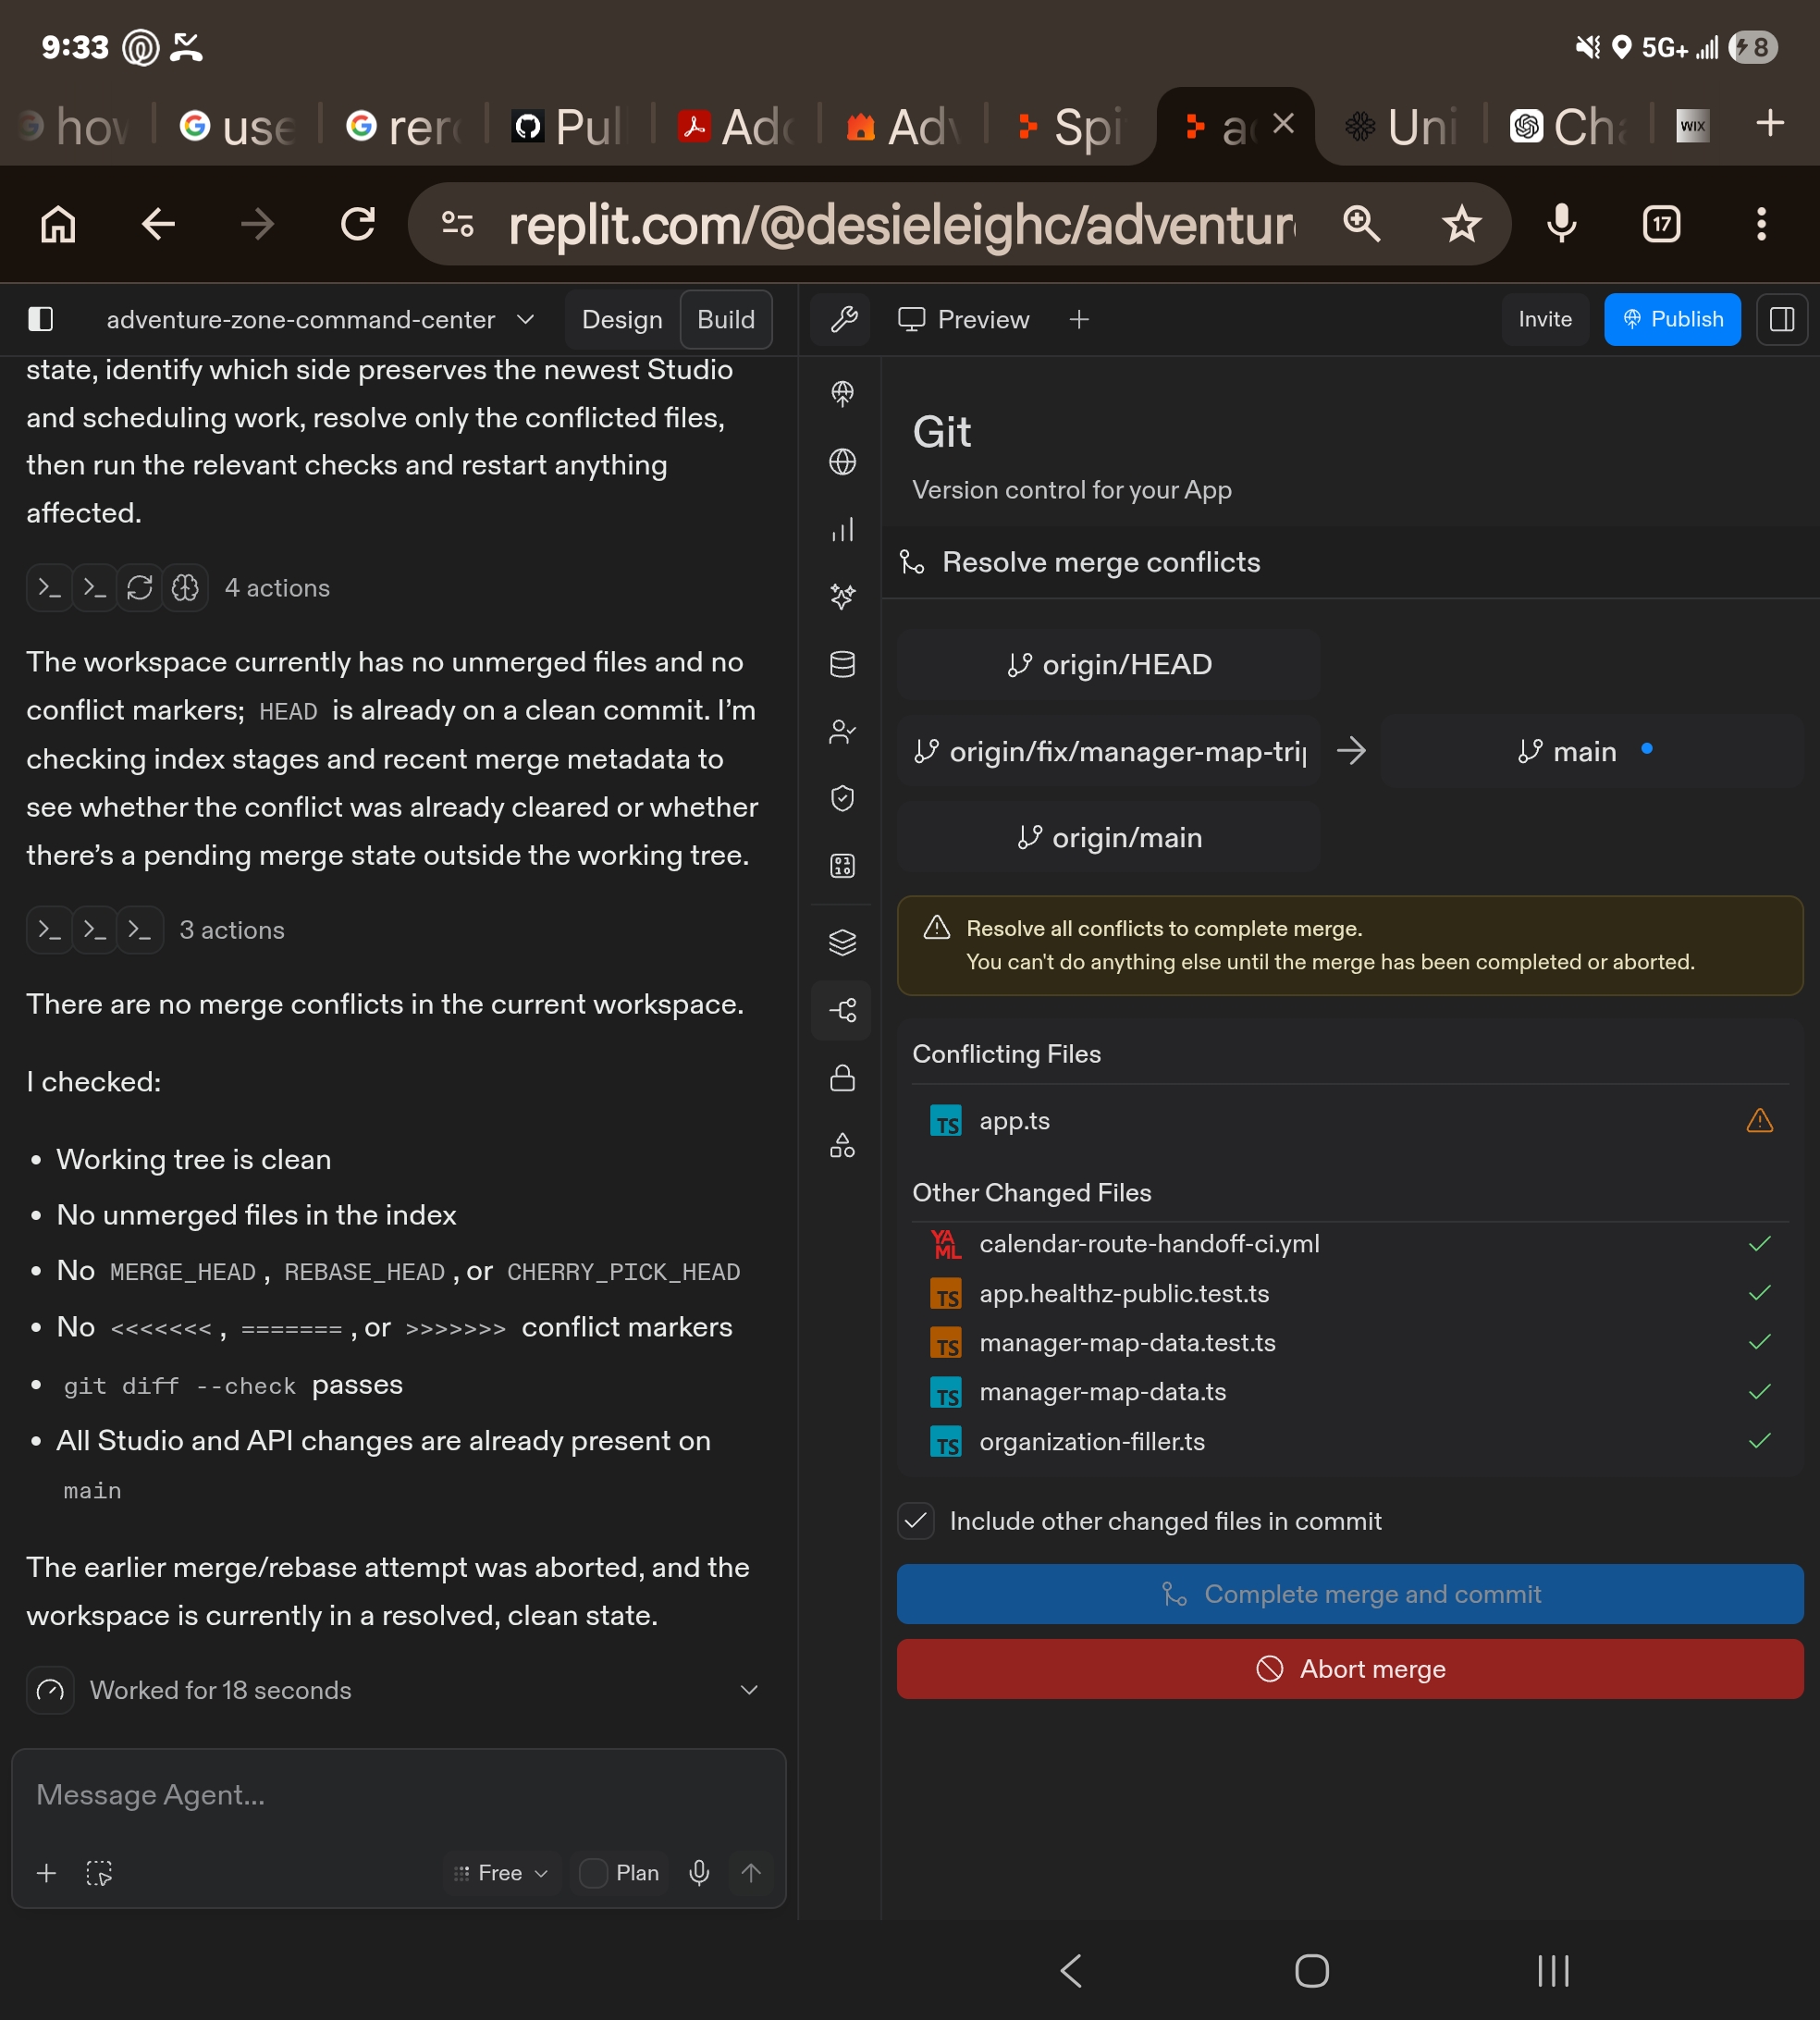 9:33
5G+
8
how
use
rer
Pul
Ad
Adv
Spi
a
Uni
Cha
WIX
replit.com/@desieleighc/adventur
17
adventure-zone-command-center
Design
Build
Preview
Invite
Publish
state, identify which side preserves the newest Studio
and scheduling work, resolve only the conflicted files,
then run the relevant checks and restart anything
affected.
4 actions
The workspace currently has no unmerged files and no
conflict markers; HEAD is already on a clean commit. I'm
checking index stages and recent merge metadata to
see whether the conflict was already cleared or whether
there's a pending merge state outside the working tree.
3 actions
There are no merge conflicts in the current workspace.
I checked:
• Working tree is clean
• No unmerged files in the index
• No MERGE_HEAD, REBASE_HEAD, or CHERRY_PICK_HEAD
• No <<<<<<<, =======, or >>>>>>> conflict markers
• git diff --check passes
• All Studio and API changes are already present on
main
The earlier merge/rebase attempt was aborted, and the
workspace is currently in a resolved, clean state.
Worked for 18 seconds
Message Agent...
Free
Plan
Git
Version control for your App
Resolve merge conflicts
origin/HEAD
origin/fix/manager-map-trip
main
origin/main
Resolve all conflicts to complete merge.
You can't do anything else until the merge has been completed or aborted.
Conflicting Files
TS app.ts
Other Changed Files
YAML calendar-route-handoff-ci.yml
TS app.healthz-public.test.ts
TS manager-map-data.test.ts
TS manager-map-data.ts
TS organization-filler.ts
Include other changed files in commit
Complete merge and commit
Abort merge